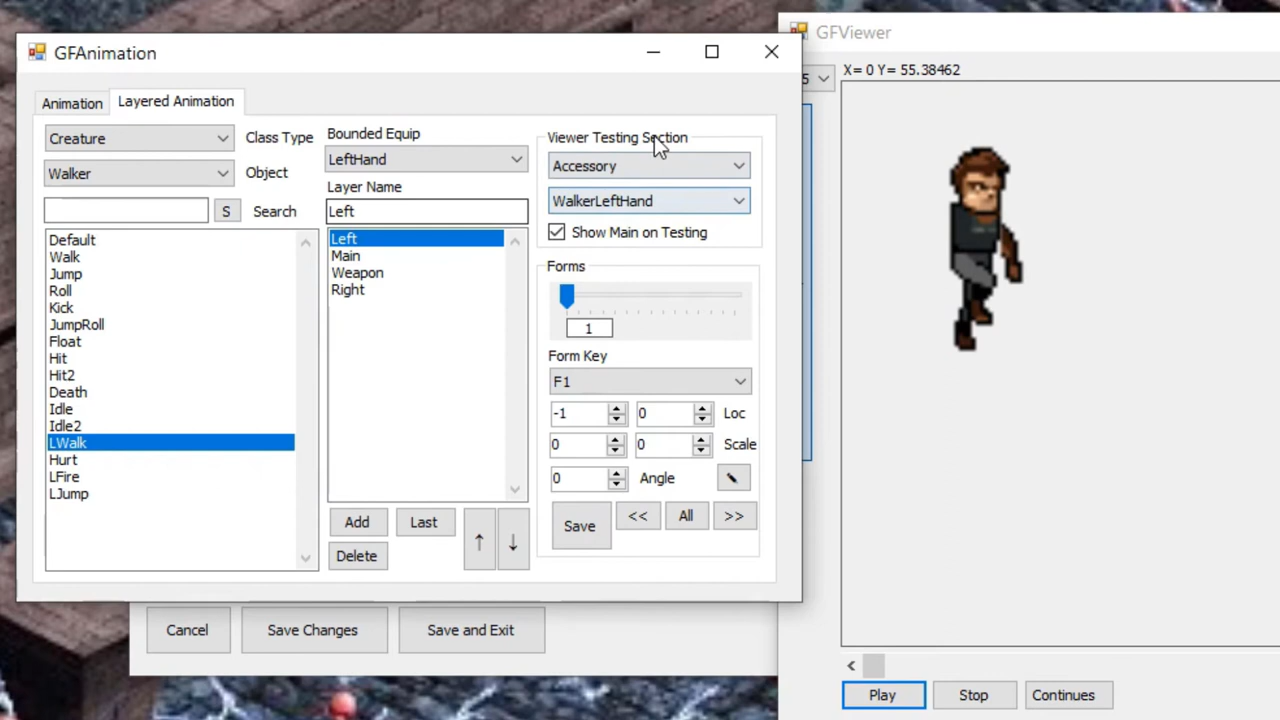 GFAnimation
Animation
Layered Animation
Creature
Class Type
Walker
Object
S
Search
Default
Walk
Jump
Roll
Kick
JumpRoll
Float
Hit
Hit2
Death
Idle
Idle2
LWalk
Hurt
LFire
LJump
Bounded Equip
LeftHand
Layer Name
Left
Left
Main
Weapon
Right
Add
Last
Delete
↑
↓
Viewer Testing Section
Accessory
WalkerLeftHand
Show Main on Testing
Forms
1
Form Key
F1
-1
0
Loc
0
0
Scale
0
Angle
Save
<<
All
>>
Cancel
Save Changes
Save and Exit
GFViewer
5
X= 0 Y= 55.38462
Play
Stop
Continues